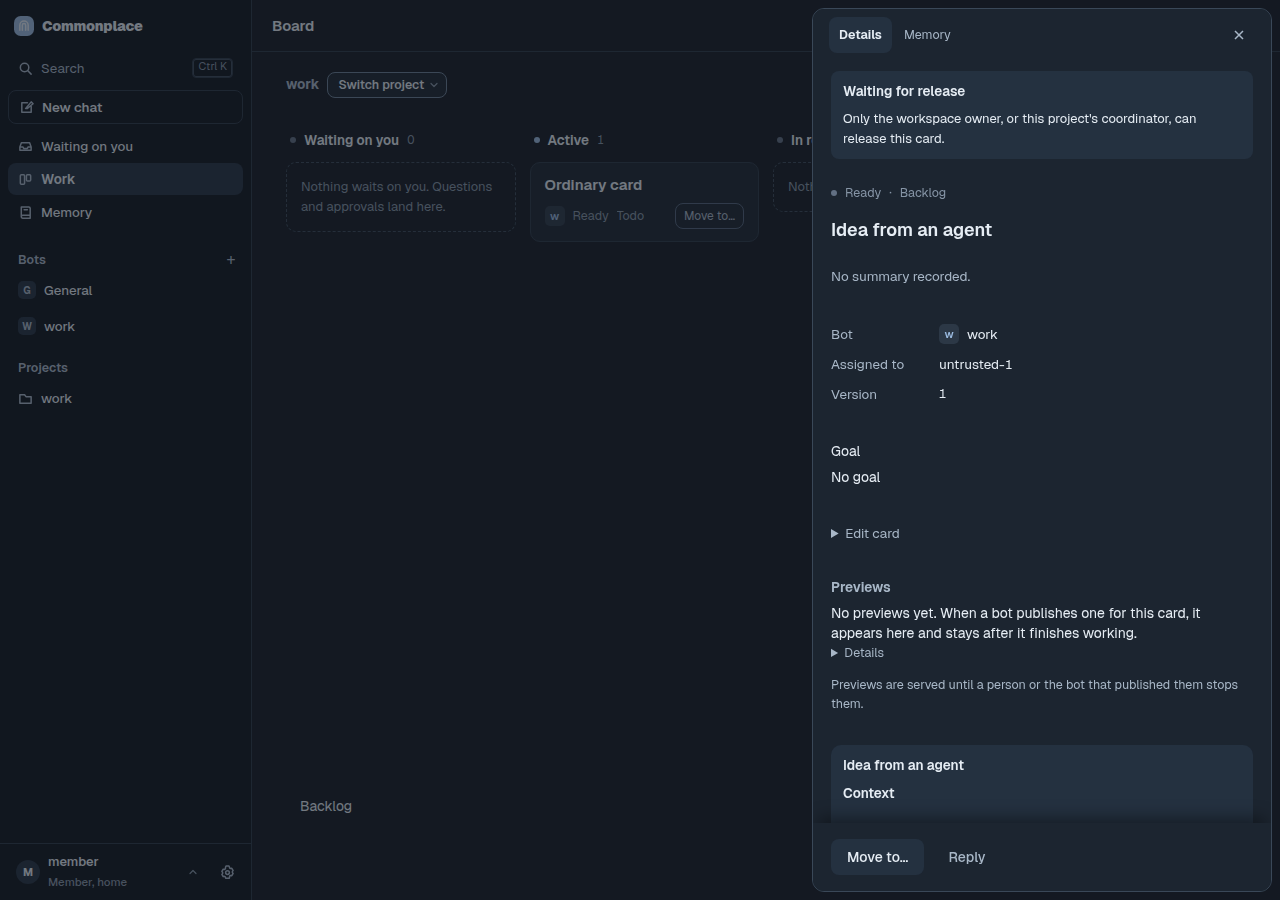 Commonplace
Search
Ctrl K
New chat
Waiting on you
Work
Memory
Bots
+
G General
W work
Projects
work
M
member
Member, home
Board
work
Switch project
Waiting on you 0
Nothing waits on you. Questions
and approvals land here.
Active 1
Ordinary card
w Ready Todo
Move to...
In r
Noth
Backlog
Details
Memory
×
Waiting for release
Only the workspace owner, or this project's coordinator, can
release this card.
Ready · Backlog
Idea from an agent
No summary recorded.
Bot w work
Assigned to untrusted-1
Version 1
Goal
No goal
Edit card
Previews
No previews yet. When a bot publishes one for this card, it
appears here and stays after it finishes working.
Details
Previews are served until a person or the bot that published them stops
them.
Idea from an agent
Context
Move to...
Reply